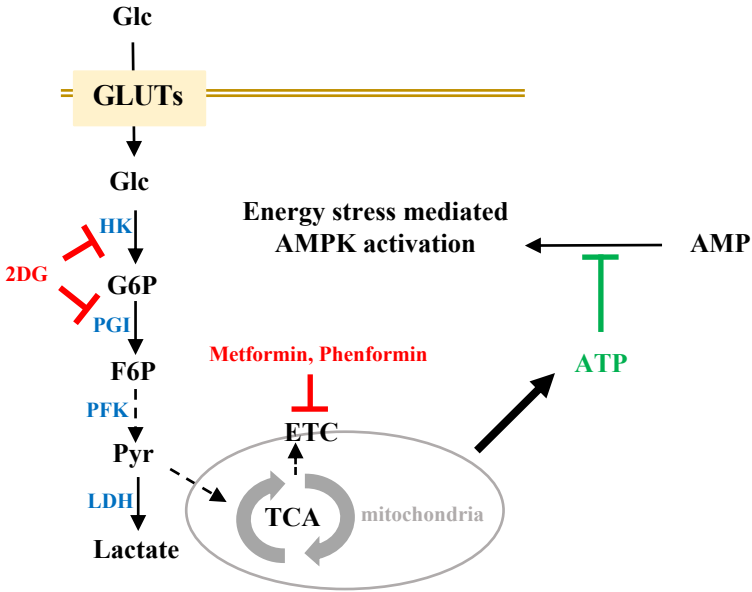 Glc
GLUTs
Glc
Energy stress mediated
AMPK activation
AMP
HK
2DG
G6P
PGI
Metformin, Phenformin
ATP
F6P
PFK
ETC
Pyr
LDH
TCA
mitochondria
Lactate